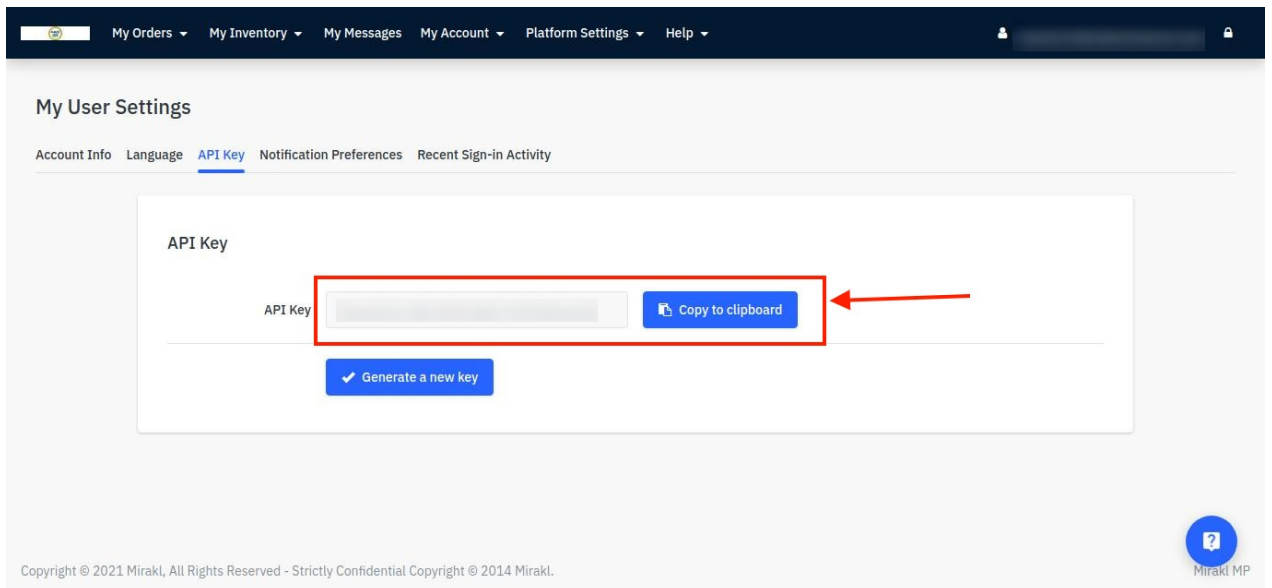 My Orders My Inventory My Messages My Account Platform Settings Help
My User Settings
Account Info Language API Key Notification Preferences Recent Sign-in Activity
API Key
API Key Copy to clipboard
Generate a new key
Copyright © 2021 Mirakl, All Rights Reserved - Strictly Confidential Copyright © 2014 Mirakl.
Mirakl MP